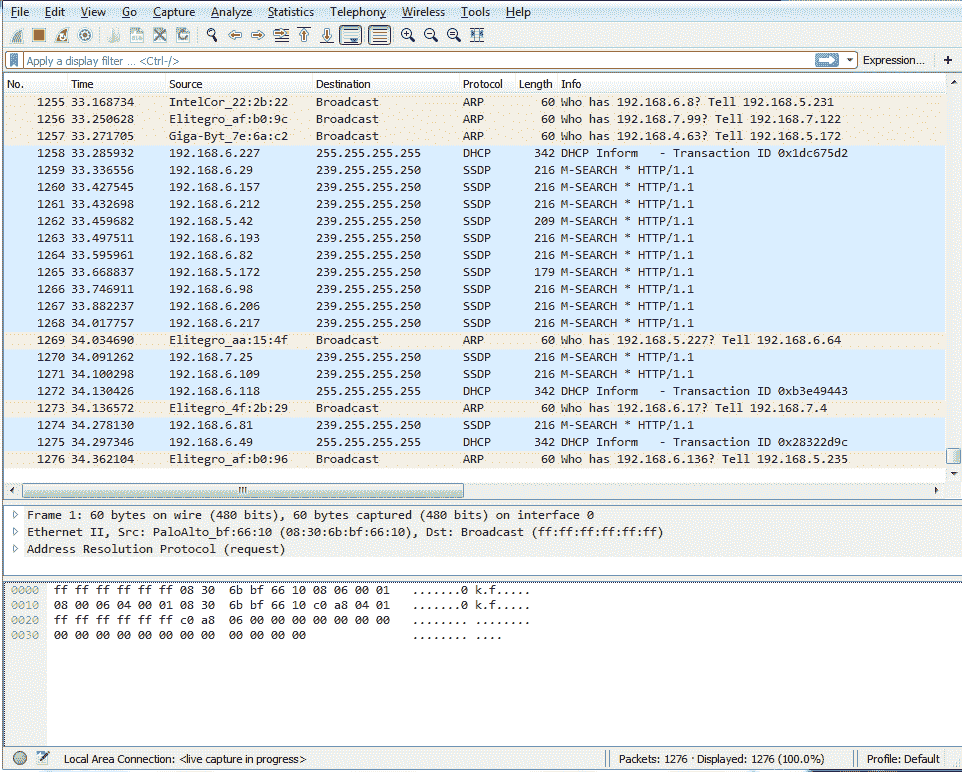 File Edit View Go Capture Analyze Statistics Telephony Wireless Tools Help
Apply a display filter ... <Ctrl-/> Expression... +
No. Time Source Destination Protocol Length Info
1255 33.168734 IntelCor_22:2b:22 Broadcast ARP 60 Who has 192.168.6.8? Tell 192.168.5.231
1256 33.250628 Elitegro_af:b0:9c Broadcast ARP 60 Who has 192.168.7.99? Tell 192.168.7.122
1257 33.271705 Giga-Byt_7e:6a:c2 Broadcast ARP 60 Who has 192.168.4.63? Tell 192.168.5.172
1258 33.285932 192.168.6.227 255.255.255.255 DHCP 342 DHCP Inform - Transaction ID 0x1dc675d2
1259 33.336556 192.168.6.29 239.255.255.250 SSDP 216 M-SEARCH * HTTP/1.1
1260 33.427545 192.168.6.157 239.255.255.250 SSDP 216 M-SEARCH * HTTP/1.1
1261 33.432698 192.168.6.212 239.255.255.250 SSDP 216 M-SEARCH * HTTP/1.1
1262 33.459682 192.168.5.42 239.255.255.250 SSDP 209 M-SEARCH * HTTP/1.1
1263 33.497511 192.168.6.193 239.255.255.250 SSDP 216 M-SEARCH * HTTP/1.1
1264 33.595961 192.168.6.82 239.255.255.250 SSDP 216 M-SEARCH * HTTP/1.1
1265 33.668837 192.168.5.172 239.255.255.250 SSDP 179 M-SEARCH * HTTP/1.1
1266 33.746911 192.168.6.98 239.255.255.250 SSDP 216 M-SEARCH * HTTP/1.1
1267 33.882237 192.168.6.206 239.255.255.250 SSDP 216 M-SEARCH * HTTP/1.1
1268 34.017757 192.168.6.217 239.255.255.250 SSDP 216 M-SEARCH * HTTP/1.1
1269 34.034690 Elitegro_aa:15:4f Broadcast ARP 60 Who has 192.168.5.227? Tell 192.168.6.64
1270 34.091262 192.168.7.25 239.255.255.250 SSDP 216 M-SEARCH * HTTP/1.1
1271 34.100298 192.168.6.109 239.255.255.250 SSDP 216 M-SEARCH * HTTP/1.1
1272 34.130426 192.168.6.118 255.255.255.255 DHCP 342 DHCP Inform - Transaction ID 0xb3e49443
1273 34.136572 Elitegro_4f:2b:29 Broadcast ARP 60 Who has 192.168.6.17? Tell 192.168.7.4
1274 34.278130 192.168.6.81 239.255.255.250 SSDP 216 M-SEARCH * HTTP/1.1
1275 34.297346 192.168.6.49 255.255.255.255 DHCP 342 DHCP Inform - Transaction ID 0x28322d9c
1276 34.362104 Elitegro_af:b0:96 Broadcast ARP 60 Who has 192.168.6.136? Tell 192.168.5.235
Frame 1: 60 bytes on wire (480 bits), 60 bytes captured (480 bits) on interface 0
Ethernet II, Src: PaloAlto_bf:66:10 (08:30:6b:bf:66:10), Dst: Broadcast (ff:ff:ff:ff:ff:ff)
Address Resolution Protocol (request)
0000 ff ff ff ff ff ff 08 30 6b bf 66 10 08 06 00 01 .......0 k.f.....
0010 08 00 06 04 00 01 08 30 6b bf 66 10 c0 a8 04 01 .......0 k.f.....
0020 ff ff ff ff ff ff c0 a8 06 00 00 00 00 00 00 00 ........ ........
0030 00 00 00 00 00 00 00 00 00 00 00 00 ........ ....
Local Area Connection: <live capture in progress> Packets: 1276 · Displayed: 1276 (100.0%) Profile: Default